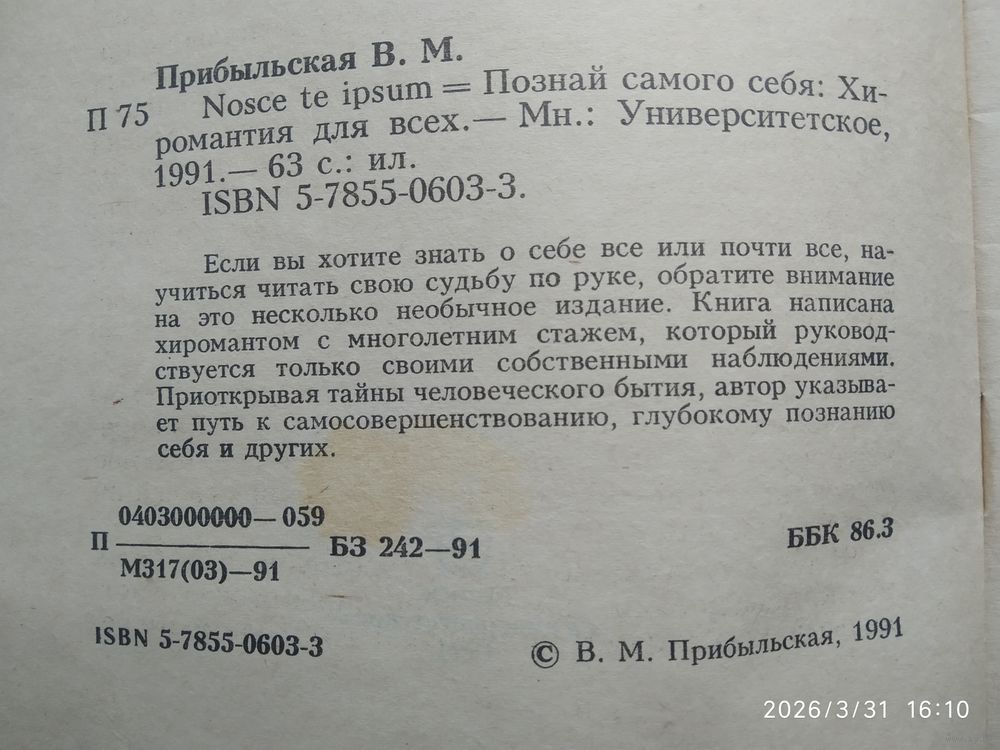 Прибыльская В. М.
П 75 Nosce te ipsum = Познай самого себя: Хи-
романтия для всех.— Мн.: Университетское,
1991.— 63 с.: ил.
ISBN 5-7855-0603-3.
Если вы хотите знать о себе все или почти все, на-
учиться читать свою судьбу по руке, обратите внимание
на это несколько необычное издание. Книга написана
хиромантом с многолетним стажем, который руковод-
ствуется только своими собственными наблюдениями.
Приоткрывая тайны человеческого бытия, автор указыва-
ет путь к самосовершенствованию, глубокому познанию
себя и других.
0403000000—059
П БЗ 242—91 ББК 86.3
М317(03)—91
ISBN 5-7855-0603-3
© В. М. Прибыльская, 1991
2026/3/31 16:10